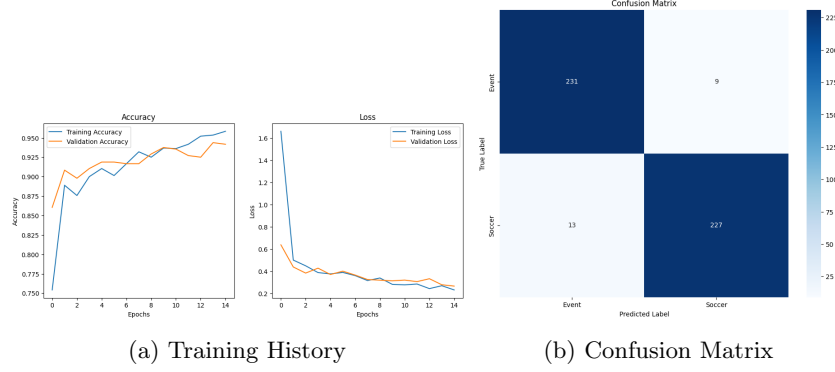 Accuracy
Training Accuracy
Validation Accuracy
0.950
0.925
0.900
0.875
0.850
0.825
0.800
0.775
0.750
Accuracy
0 2 4 6 8 10 12 14
Epochs
Loss
Training Loss
Validation Loss
1.6
1.4
1.2
1.0
0.8
0.6
0.4
0.2
Loss
0 2 4 6 8 10 12 14
Epochs
(a) Training History
Confusion Matrix
Event
231 9
True Label
Soccer
13 227
Event Soccer
Predicted Label
225
200
175
150
125
100
75
50
25
(b) Confusion Matrix